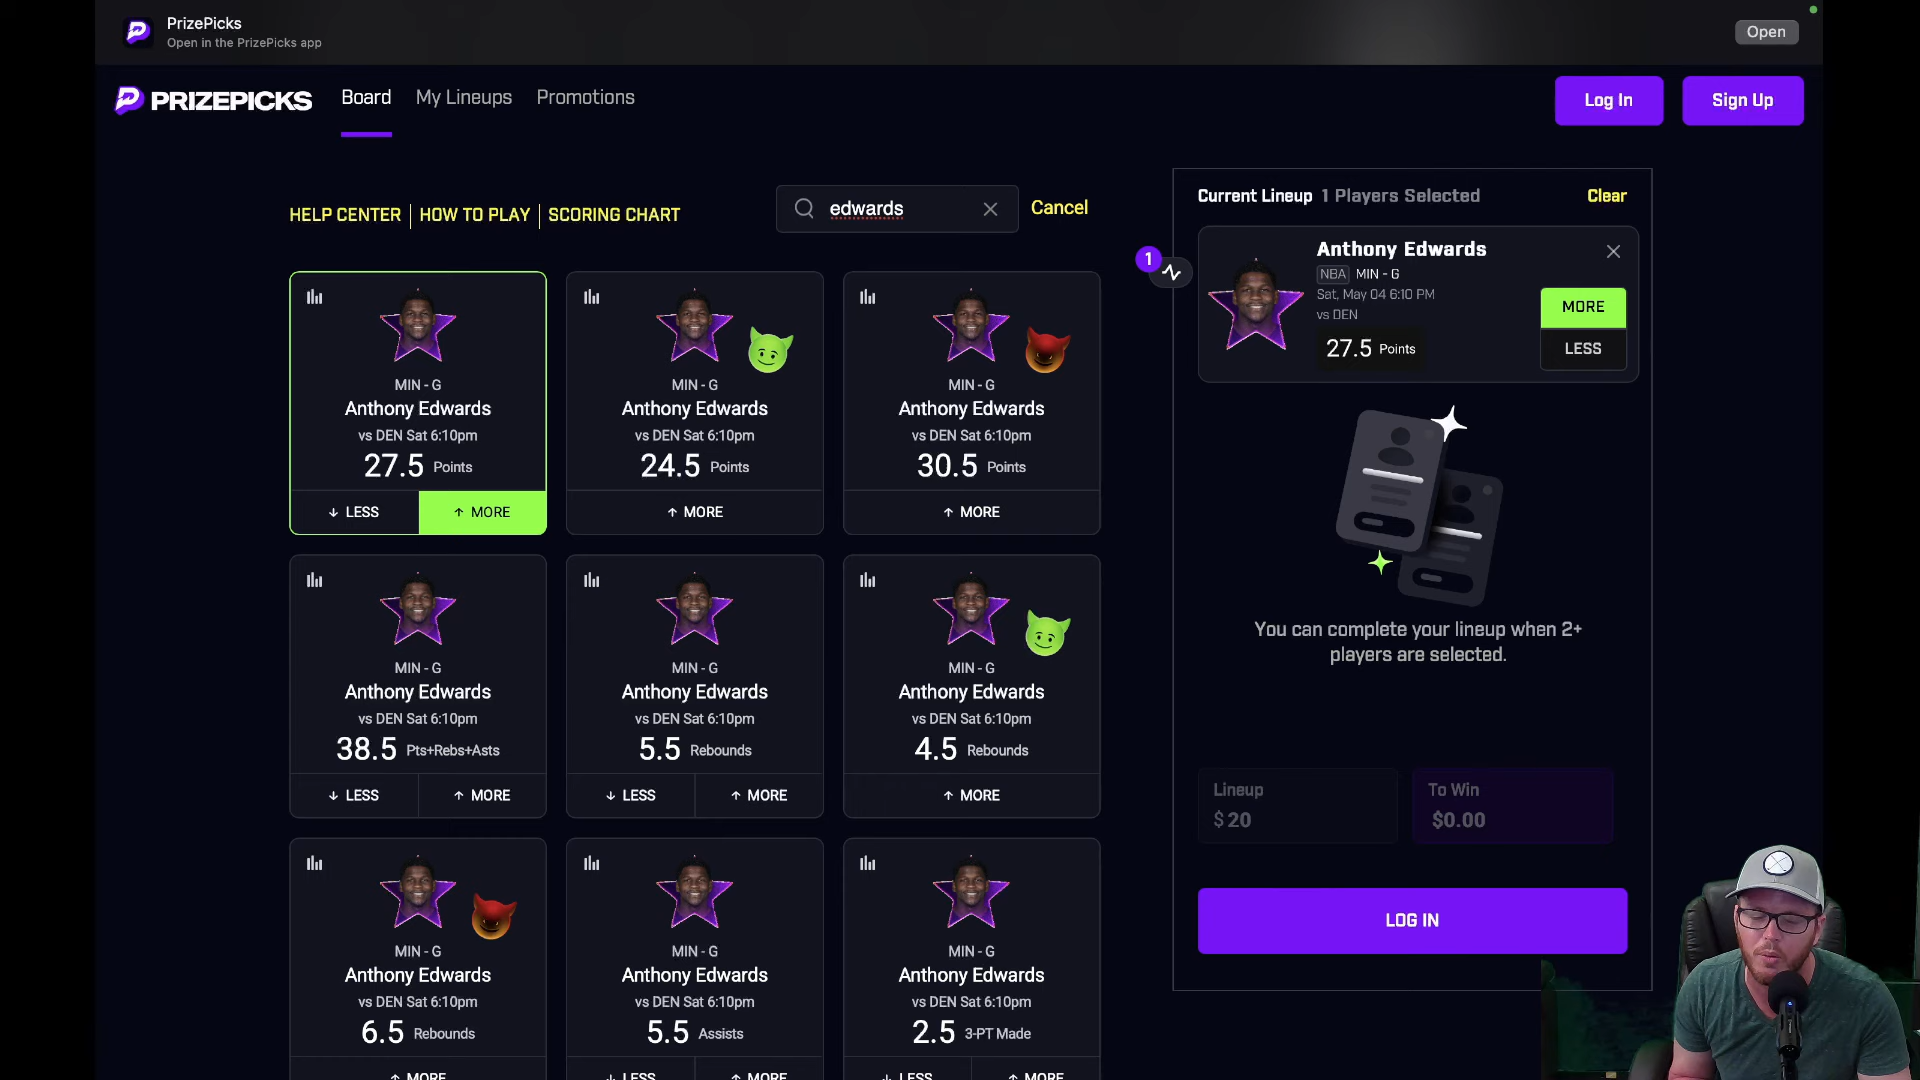 PrizePicks
Open in the PrizePicks app
Open
PRIZEPICKS
Board
My Lineups
Promotions
Log In
Sign Up
HELP CENTER
HOW TO PLAY
SCORING CHART
edwards
Cancel
MIN - G
Anthony Edwards
vs DEN Sat 6:10pm
27.5 Points
↓ LESS
↑ MORE
MIN - G
Anthony Edwards
vs DEN Sat 6:10pm
24.5 Points
↑ MORE
MIN - G
Anthony Edwards
vs DEN Sat 6:10pm
30.5 Points
↑ MORE
MIN - G
Anthony Edwards
vs DEN Sat 6:10pm
38.5 Pts+Rebs+Asts
↓ LESS
↑ MORE
MIN - G
Anthony Edwards
vs DEN Sat 6:10pm
5.5 Rebounds
↓ LESS
↑ MORE
MIN - G
Anthony Edwards
vs DEN Sat 6:10pm
4.5 Rebounds
↑ MORE
MIN - G
Anthony Edwards
vs DEN Sat 6:10pm
6.5 Rebounds
↑ MORE
MIN - G
Anthony Edwards
vs DEN Sat 6:10pm
5.5 Assists
↓ LESS
↑ MORE
MIN - G
Anthony Edwards
vs DEN Sat 6:10pm
2.5 3-PT Made
↓ LESS
↑ MORE
1
Current Lineup 1 Players Selected
Clear
Anthony Edwards
NBA MIN - G
Sat, May 04 6:10 PM
vs DEN
27.5 Points
MORE
LESS
You can complete your lineup when 2+
players are selected.
Lineup
$ 20
To Win
$0.00
LOG IN